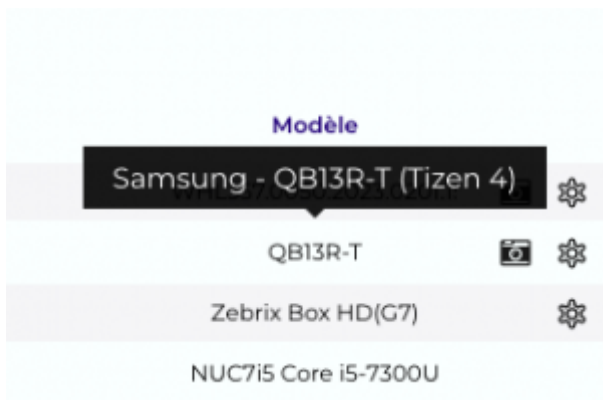 Modèle
Samsung - QB13R-T (Tizen 4)
QB13R-T
Zebrix Box HD(G7)
NUC7i5 Core i5-7300U